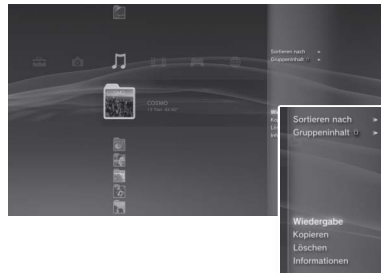 Sortieren nach
Gruppeninhalt
COSMO
Sortieren nach
Gruppeninhalt
Wiedergabe
Kopieren
Löschen
Informationen